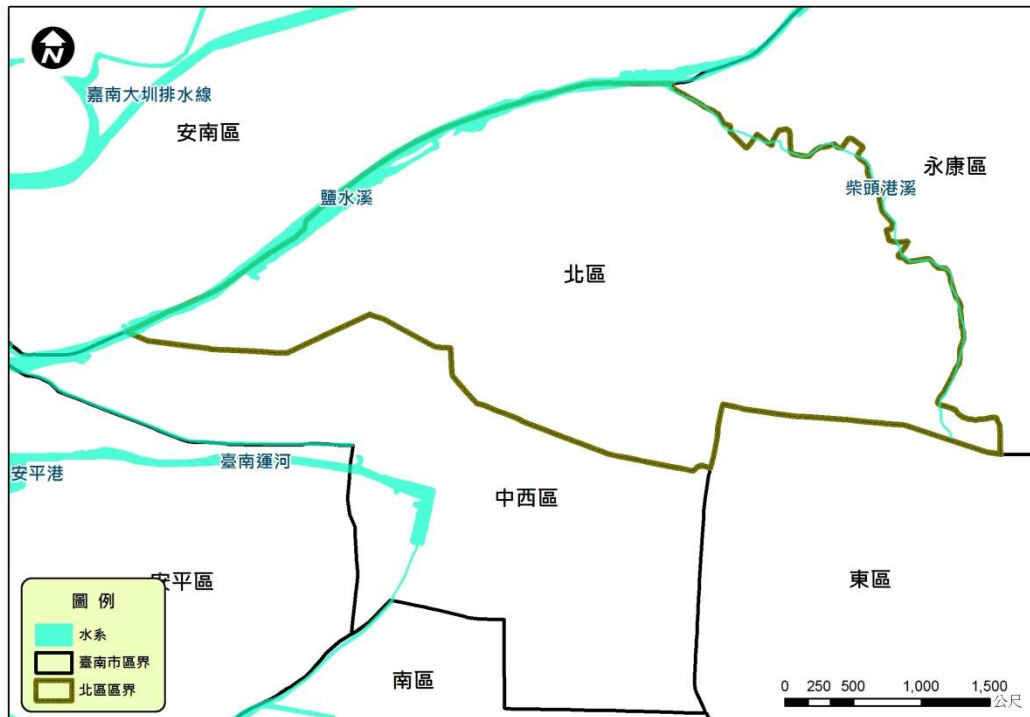 N
嘉南大圳排水線
安南區
永康區
鹽水溪
柴頭港溪
北區
臺南運河
安平港
中西區
安平區
東區
南區
圖 例
水系
臺南市區界
北區區界
0 250 500 1,000 1,500
公尺